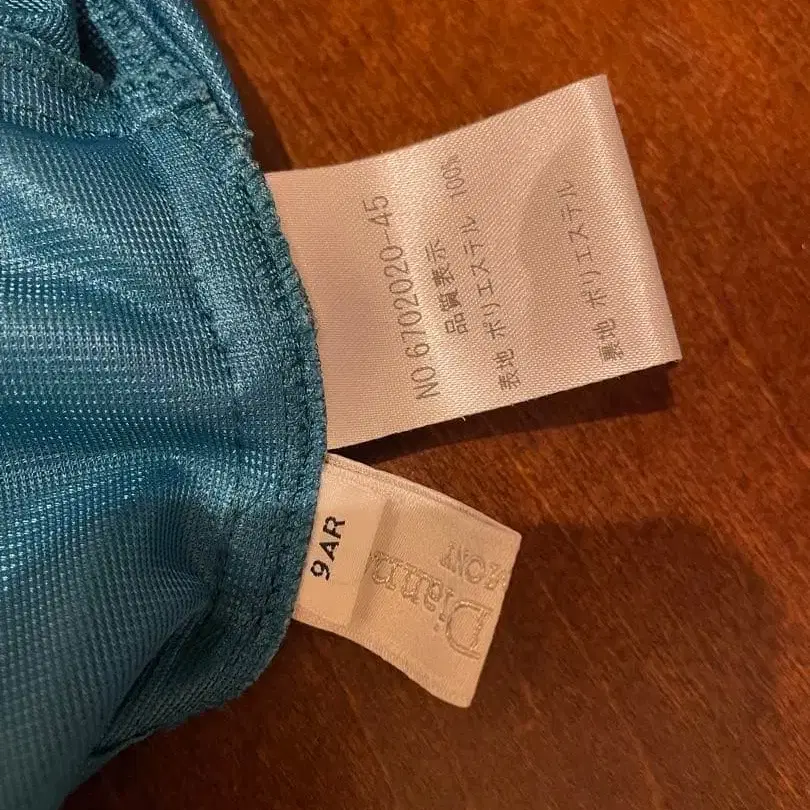 NO.6702020-45
品質表示
表地 ポリエステル 100%
裏地 ポリエステル
9AR